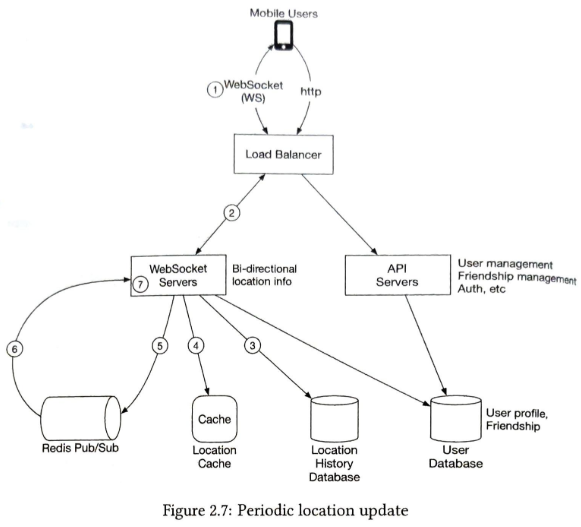 Mobile Users
1 WebSocket
(WS)
http
Load Balancer
2
WebSocket
Servers
7
Bi-directional
location info
API
Servers
User management
Friendship management
Auth, etc
6
5
4
3
Redis Pub/Sub
Cache
Location
Cache
Location
History
Database
User
Database
User profile,
Friendship
Figure 2.7: Periodic location update